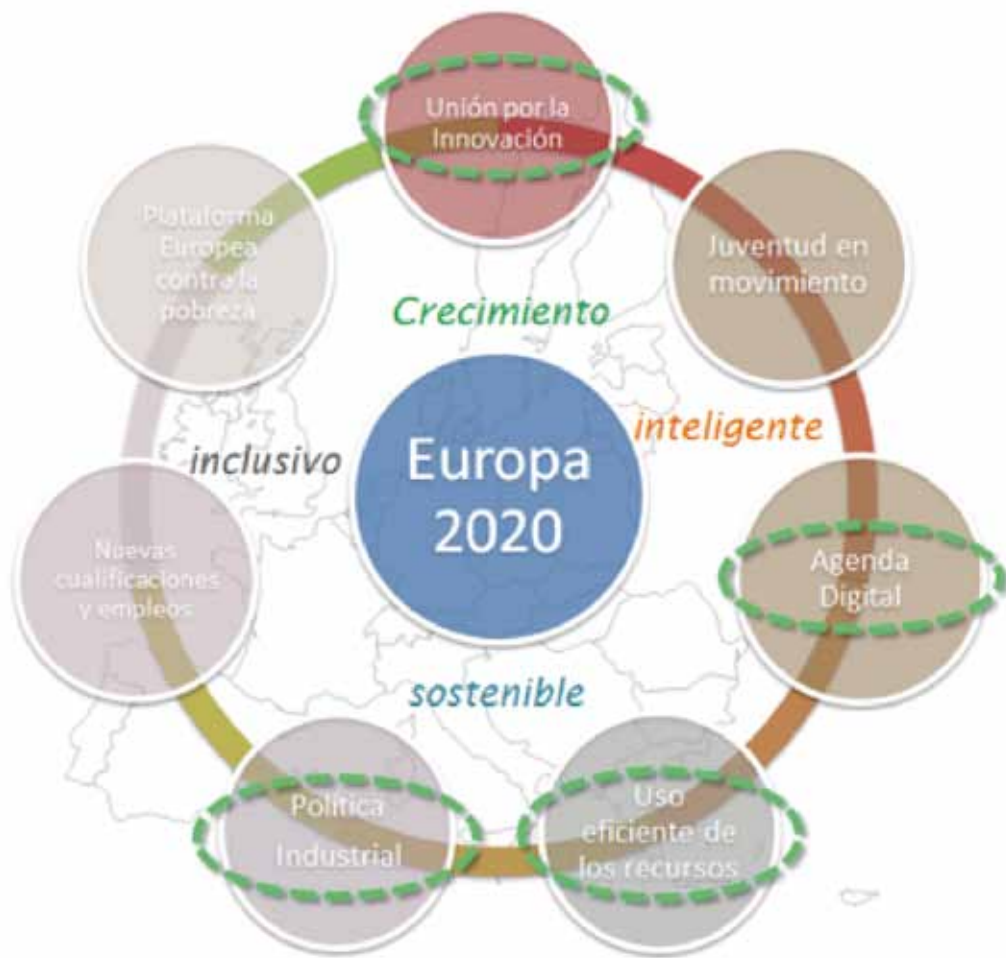 Unión por la
Innovación
Plataforma
Europea
contra la
pobreza
Juventud en
movimiento
Crecimiento
inteligente
inclusivo
Europa
2020
Nuevas
cualificaciones
y empleos
Agenda
Digital
sostenible
Política
Industrial
Uso
eficiente de
los recursos